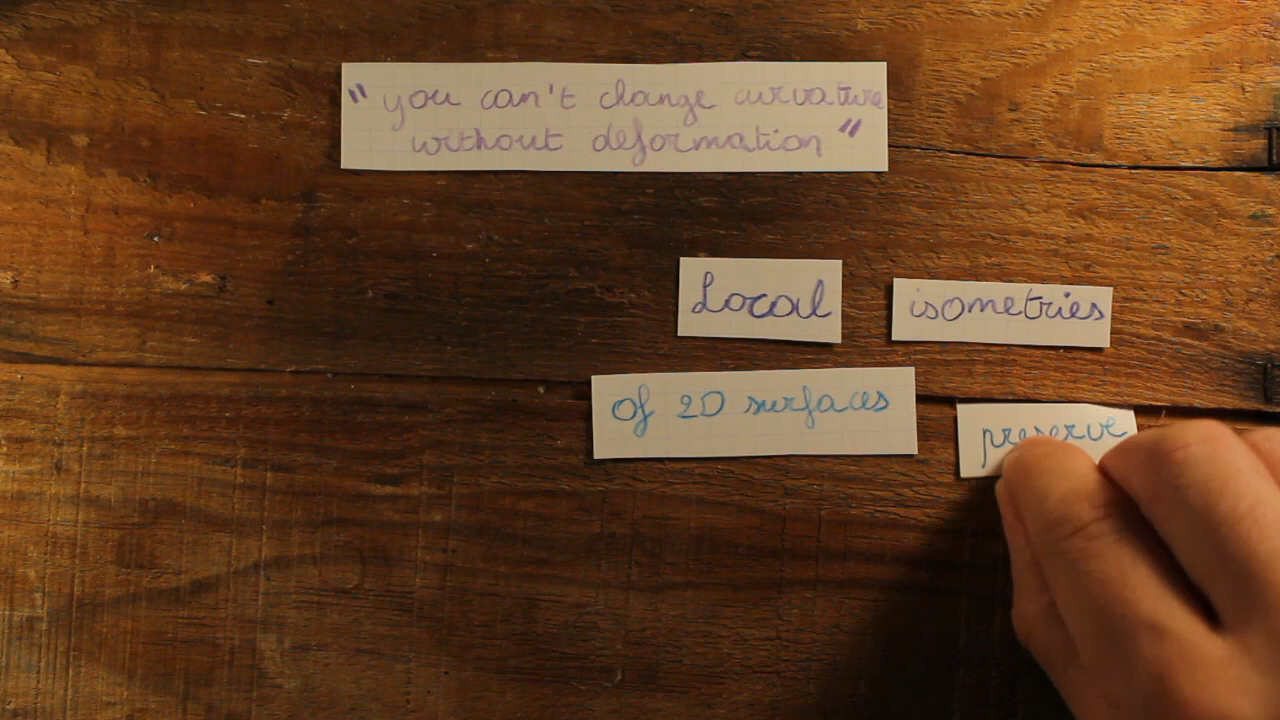 "you can't change curvature
without deformation"
Local isometries
of 2D surfaces
preserve